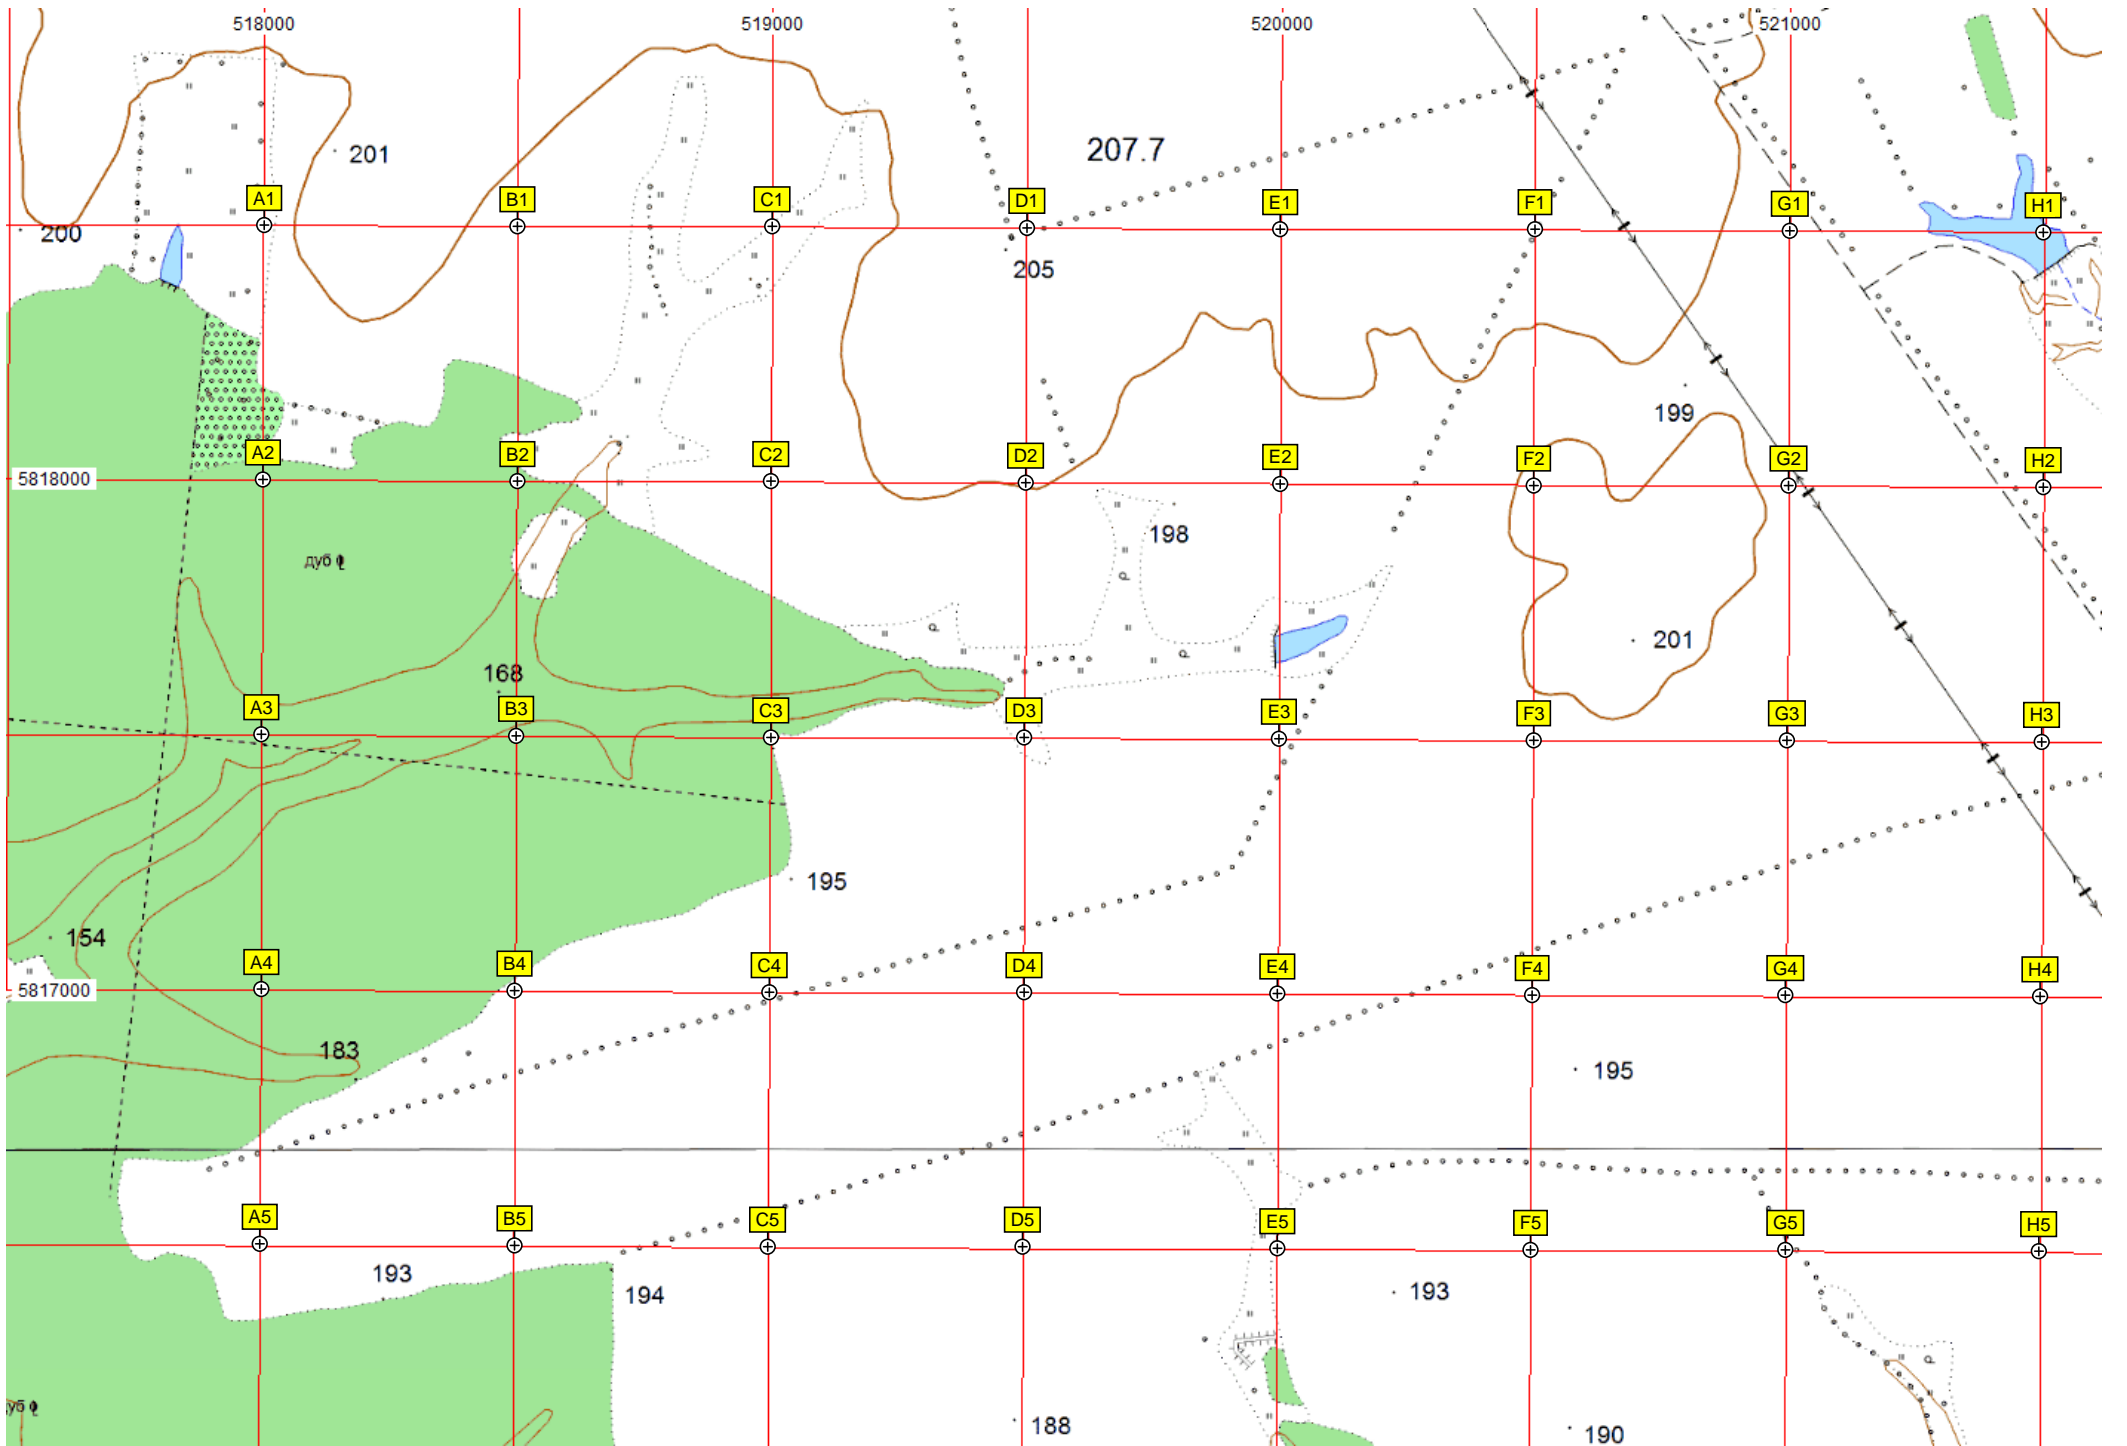 518000 519000 520000 521000
207.7
201
A1 B1 C1 D1 E1 F1 G1 H1
200
205
199
A2 B2 C2 D2 E2 F2 G2 H2
5818000
198
дуб
201
168
A3 B3 C3 D3 E3 F3 G3 H3
195
154
A4 B4 C4 D4 E4 F4 G4 H4
5817000
183
195
A5 B5 C5 D5 E5 F5 G5 H5
193
194
193
уб
188
190